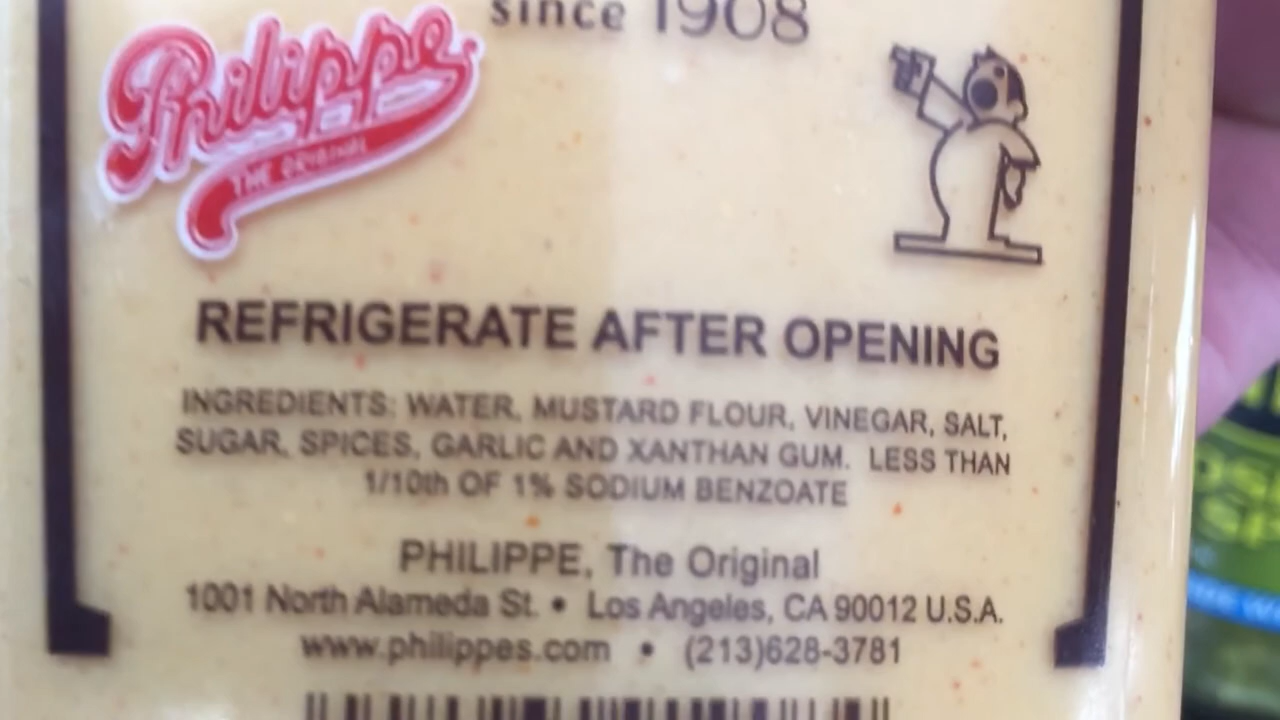 since 1908
Philippe
THE ORIGINAL
REFRIGERATE AFTER OPENING
INGREDIENTS: WATER, MUSTARD FLOUR, VINEGAR, SALT,
SUGAR, SPICES, GARLIC AND XANTHAN GUM. LESS THAN
1/10th OF 1% SODIUM BENZOATE
PHILIPPE, The Original
1001 North Alameda St. • Los Angeles, CA 90012 U.S.A.
www.philippes.com • (213)628-3781